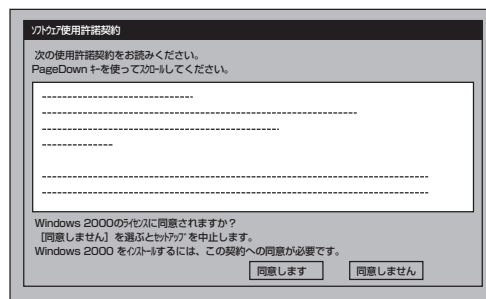 ソフトウェア使用許諾契約
次の使用許諾契約をお読みください。
PageDown キーを使ってスクロールしてください。
Windows 2000のライセンスに同意されますか？
［同意しません］を選ぶとセットアップを中止します。
Windows 2000 をインストールするには、この契約への同意が必要です。
同意します　同意しません